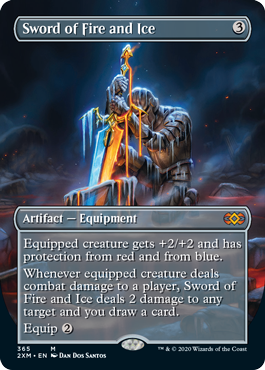 Sword of Fire and Ice 3
Artifact — Equipment
Equipped creature gets +2/+2 and has
protection from red and from blue.
Whenever equipped creature deals
combat damage to a player, Sword of
Fire and Ice deals 2 damage to any
target and you draw a card.
Equip 2
365 M
2XM • EN Dan Dos Santos ™ & © 2020 Wizards of the Coast